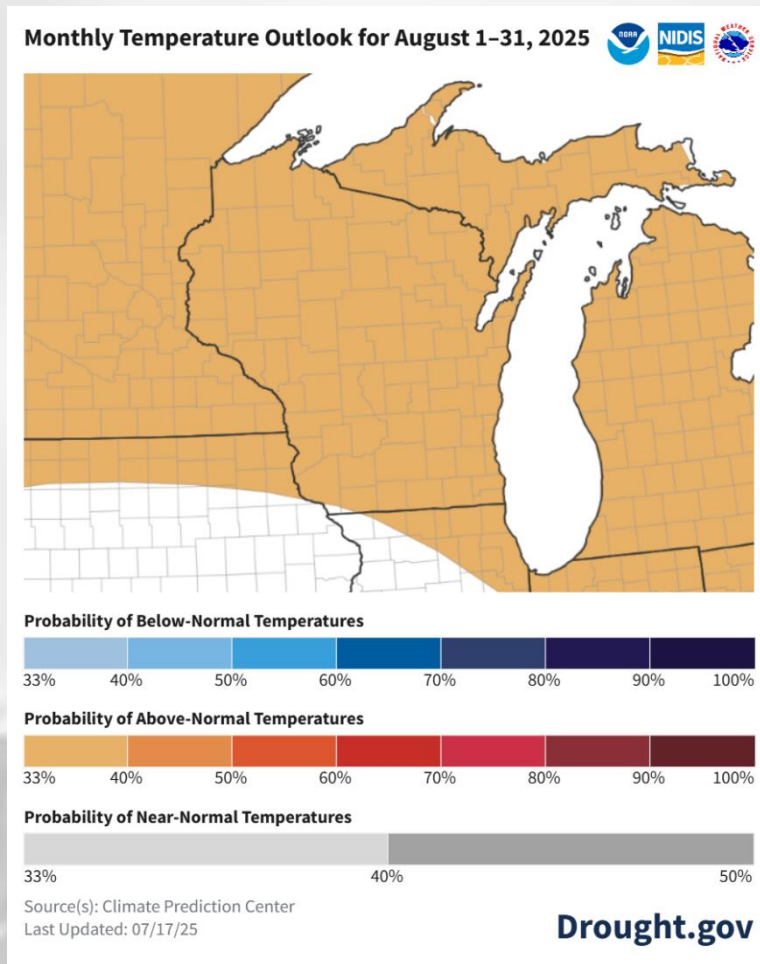 Monthly Temperature Outlook for August 1–31, 2025
NOAA
NIDIS
Probability of Below-Normal Temperatures
33% 40% 50% 60% 70% 80% 90% 100%
Probability of Above-Normal Temperatures
33% 40% 50% 60% 70% 80% 90% 100%
Probability of Near-Normal Temperatures
33% 40% 50%
Source(s): Climate Prediction Center
Last Updated: 07/17/25
Drought.gov